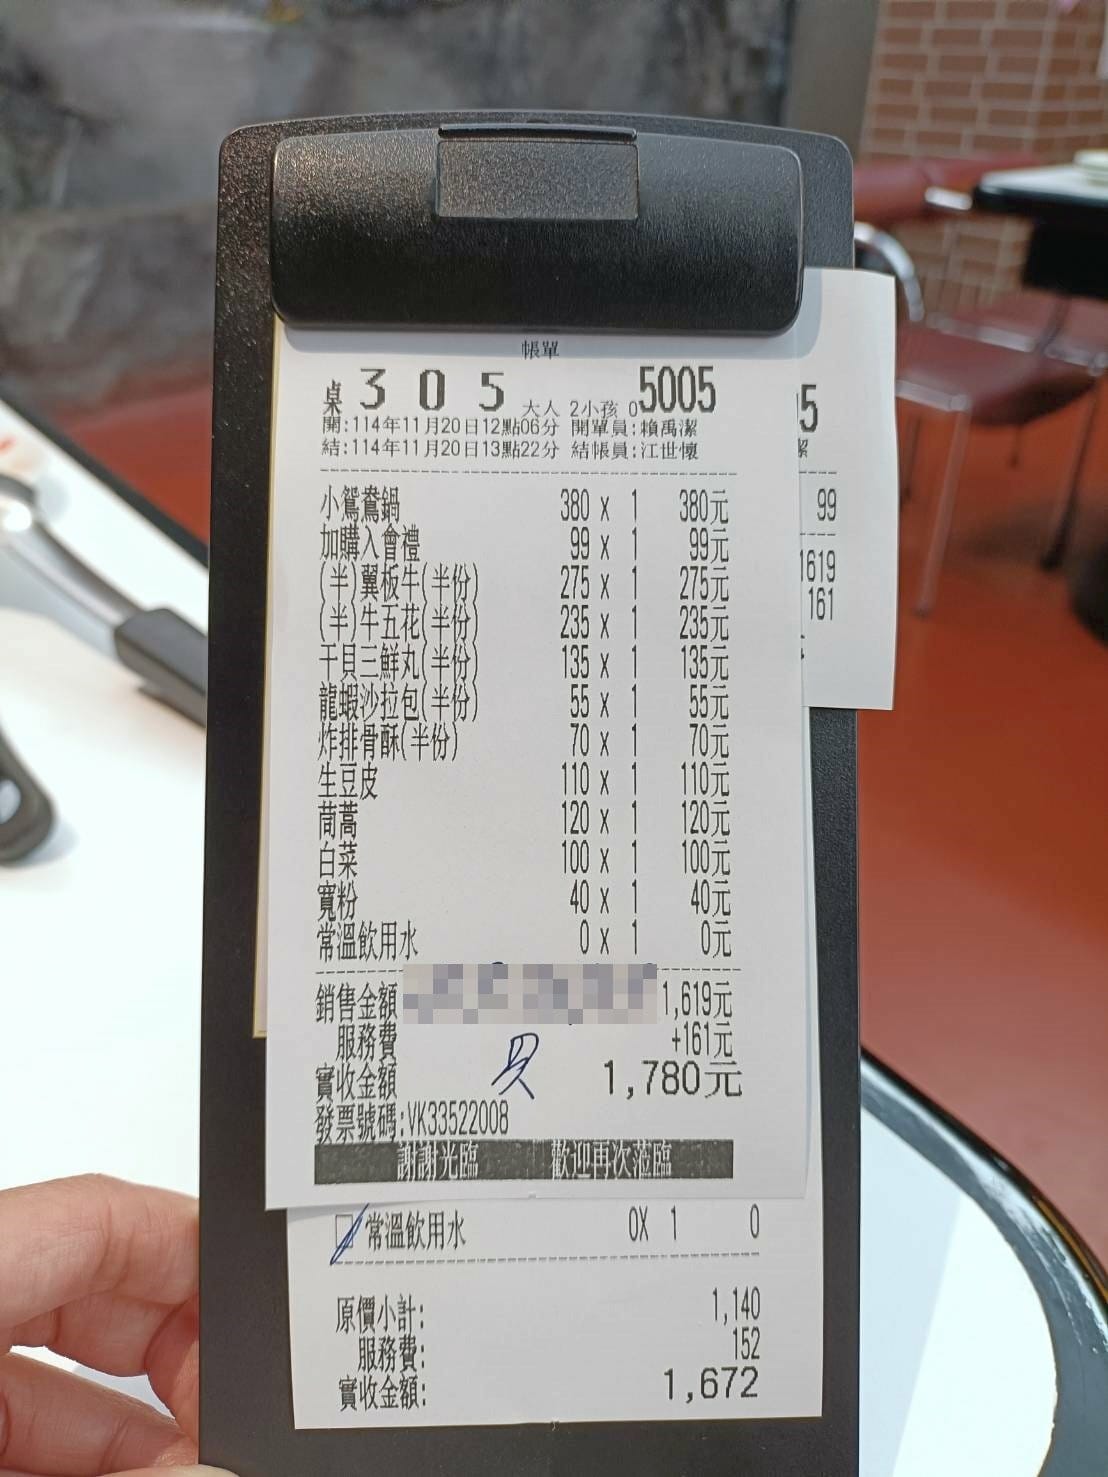 帳單
桌 305 大人 2小孩 0 5005
開:114年11月20日12點06分 開單員:賴禹潔
結:114年11月20日13點22分 結帳員:江世懷
小鴛鴦鍋 380 x 1 380元
加購入會禮 99 x 1 99元
(半)翼板牛(半份) 275 x 1 275元
(半)牛五花(半份) 235 x 1 235元
干貝三鮮丸(半份) 135 x 1 135元
龍蝦沙拉包(半份) 55 x 1 55元
炸排骨酥(半份) 70 x 1 70元
生豆皮 110 x 1 110元
茼蒿 120 x 1 120元
白菜 100 x 1 100元
寬粉 40 x 1 40元
常溫飲用水 0 x 1 0元
銷售金額 1,619元
服務費 +161元
實收金額 1,780元
發票號碼:VK33522008
謝謝光臨 歡迎再次蒞臨
常溫飲用水 0X 1 0
原價小計: 1,140
服務費: 152
實收金額: 1,672
5
潔
99
1619
161